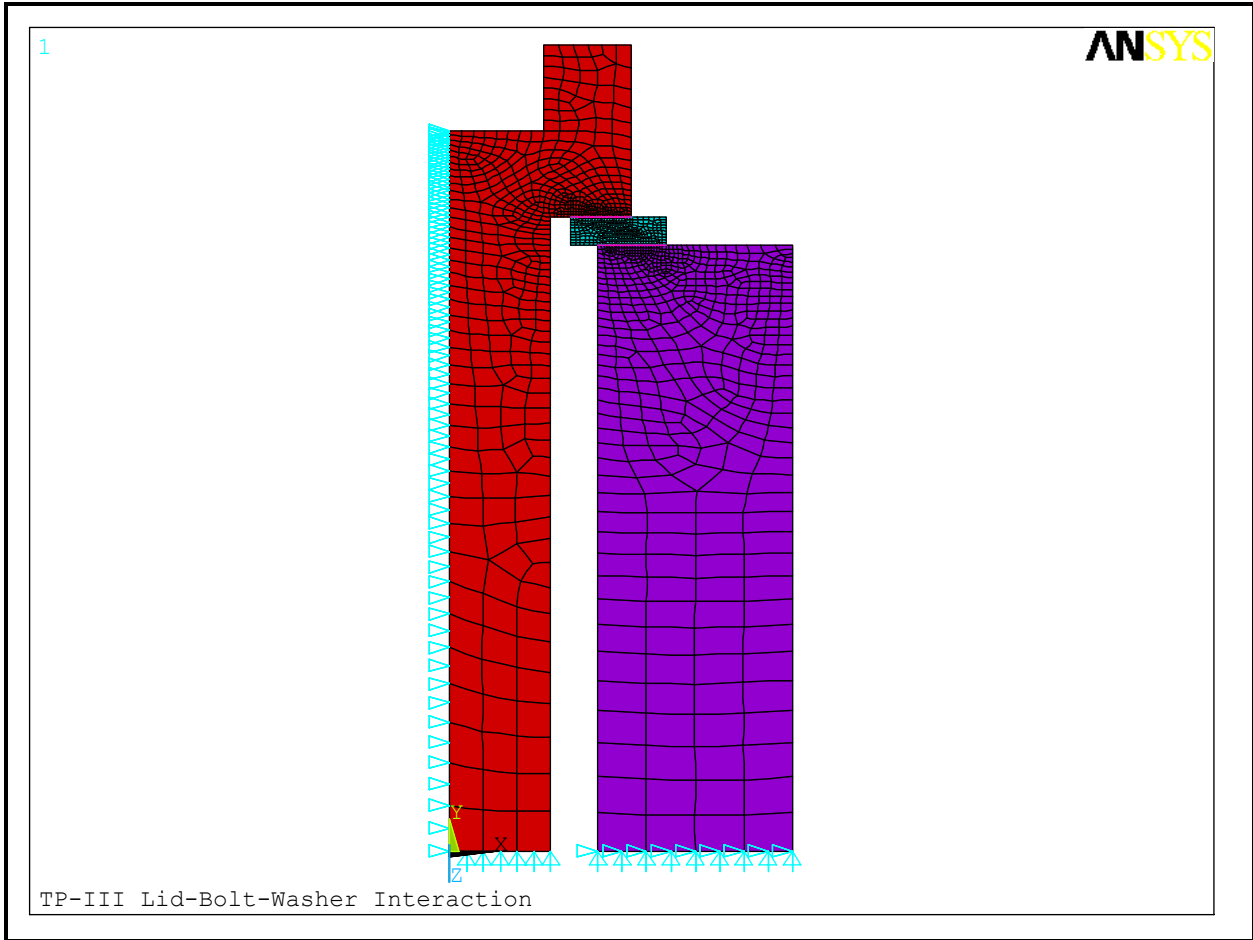 1
ANSYS
Y
X
Z
TP-III Lid-Bolt-Washer Interaction